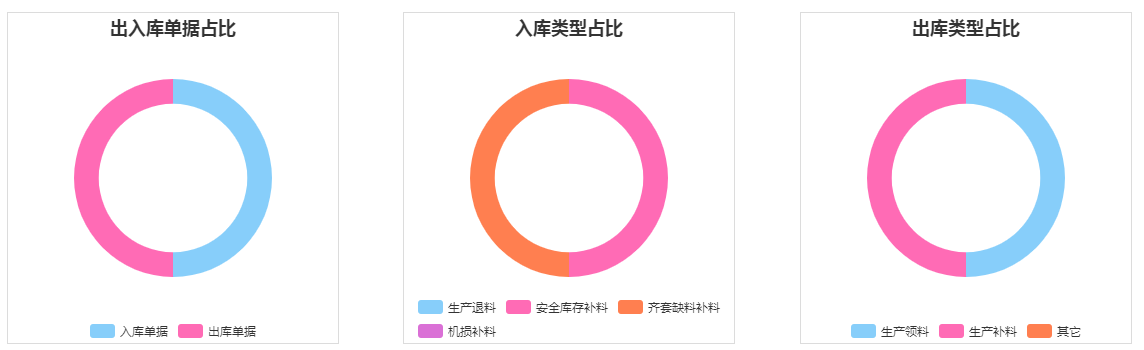 出入库单据占比
入库单据 出库单据
入库类型占比
生产退料 安全库存补料 齐套缺料补料
机损补料
出库类型占比
生产领料 生产补料 其它